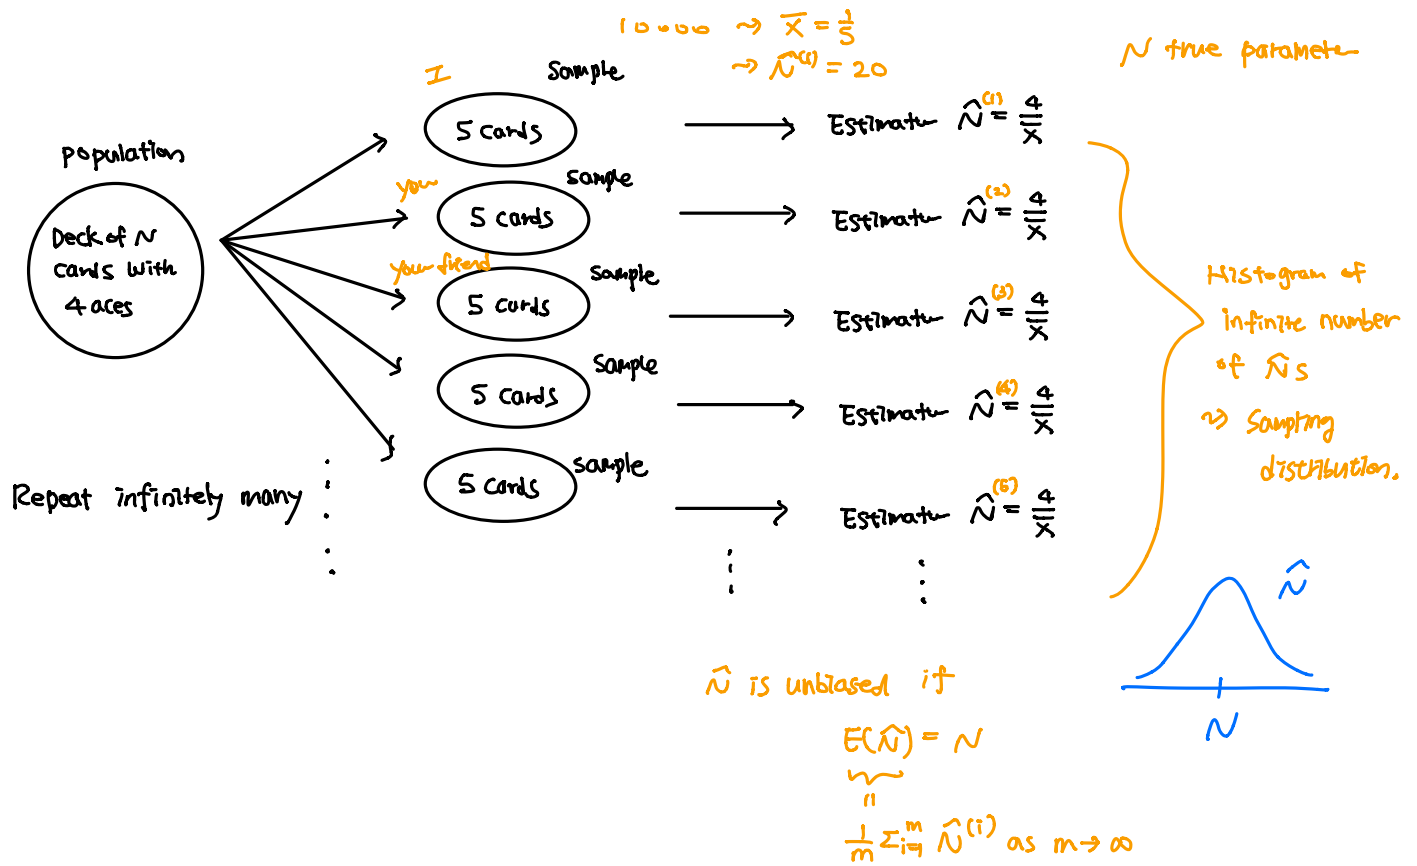 10000 ⇝ X̄ = 1/5
⇝ N̂⁽¹⁾ = 20
N true parameter
I
Sample
5 cards
Estimate N̂⁽¹⁾ = 4/X̄
population
Deck of N
cards with
4 aces
you
Sample
5 cards
Estimate N̂⁽²⁾ = 4/X̄
your friend
Sample
5 cards
Estimate N̂⁽³⁾ = 4/X̄
Sample
5 cards
Estimate N̂⁽⁴⁾ = 4/X̄
Sample
5 cards
Estimate N̂⁽⁵⁾ = 4/X̄
Repeat infinitely many
Histogram of
infinite number
of N̂s
⇝ Sampling
distribution.
N̂
N
N̂ is unbiased if
E(N̂) = N
=
1/m Σᵢ₌₁ᵐ N̂⁽ⁱ⁾ as m → ∞